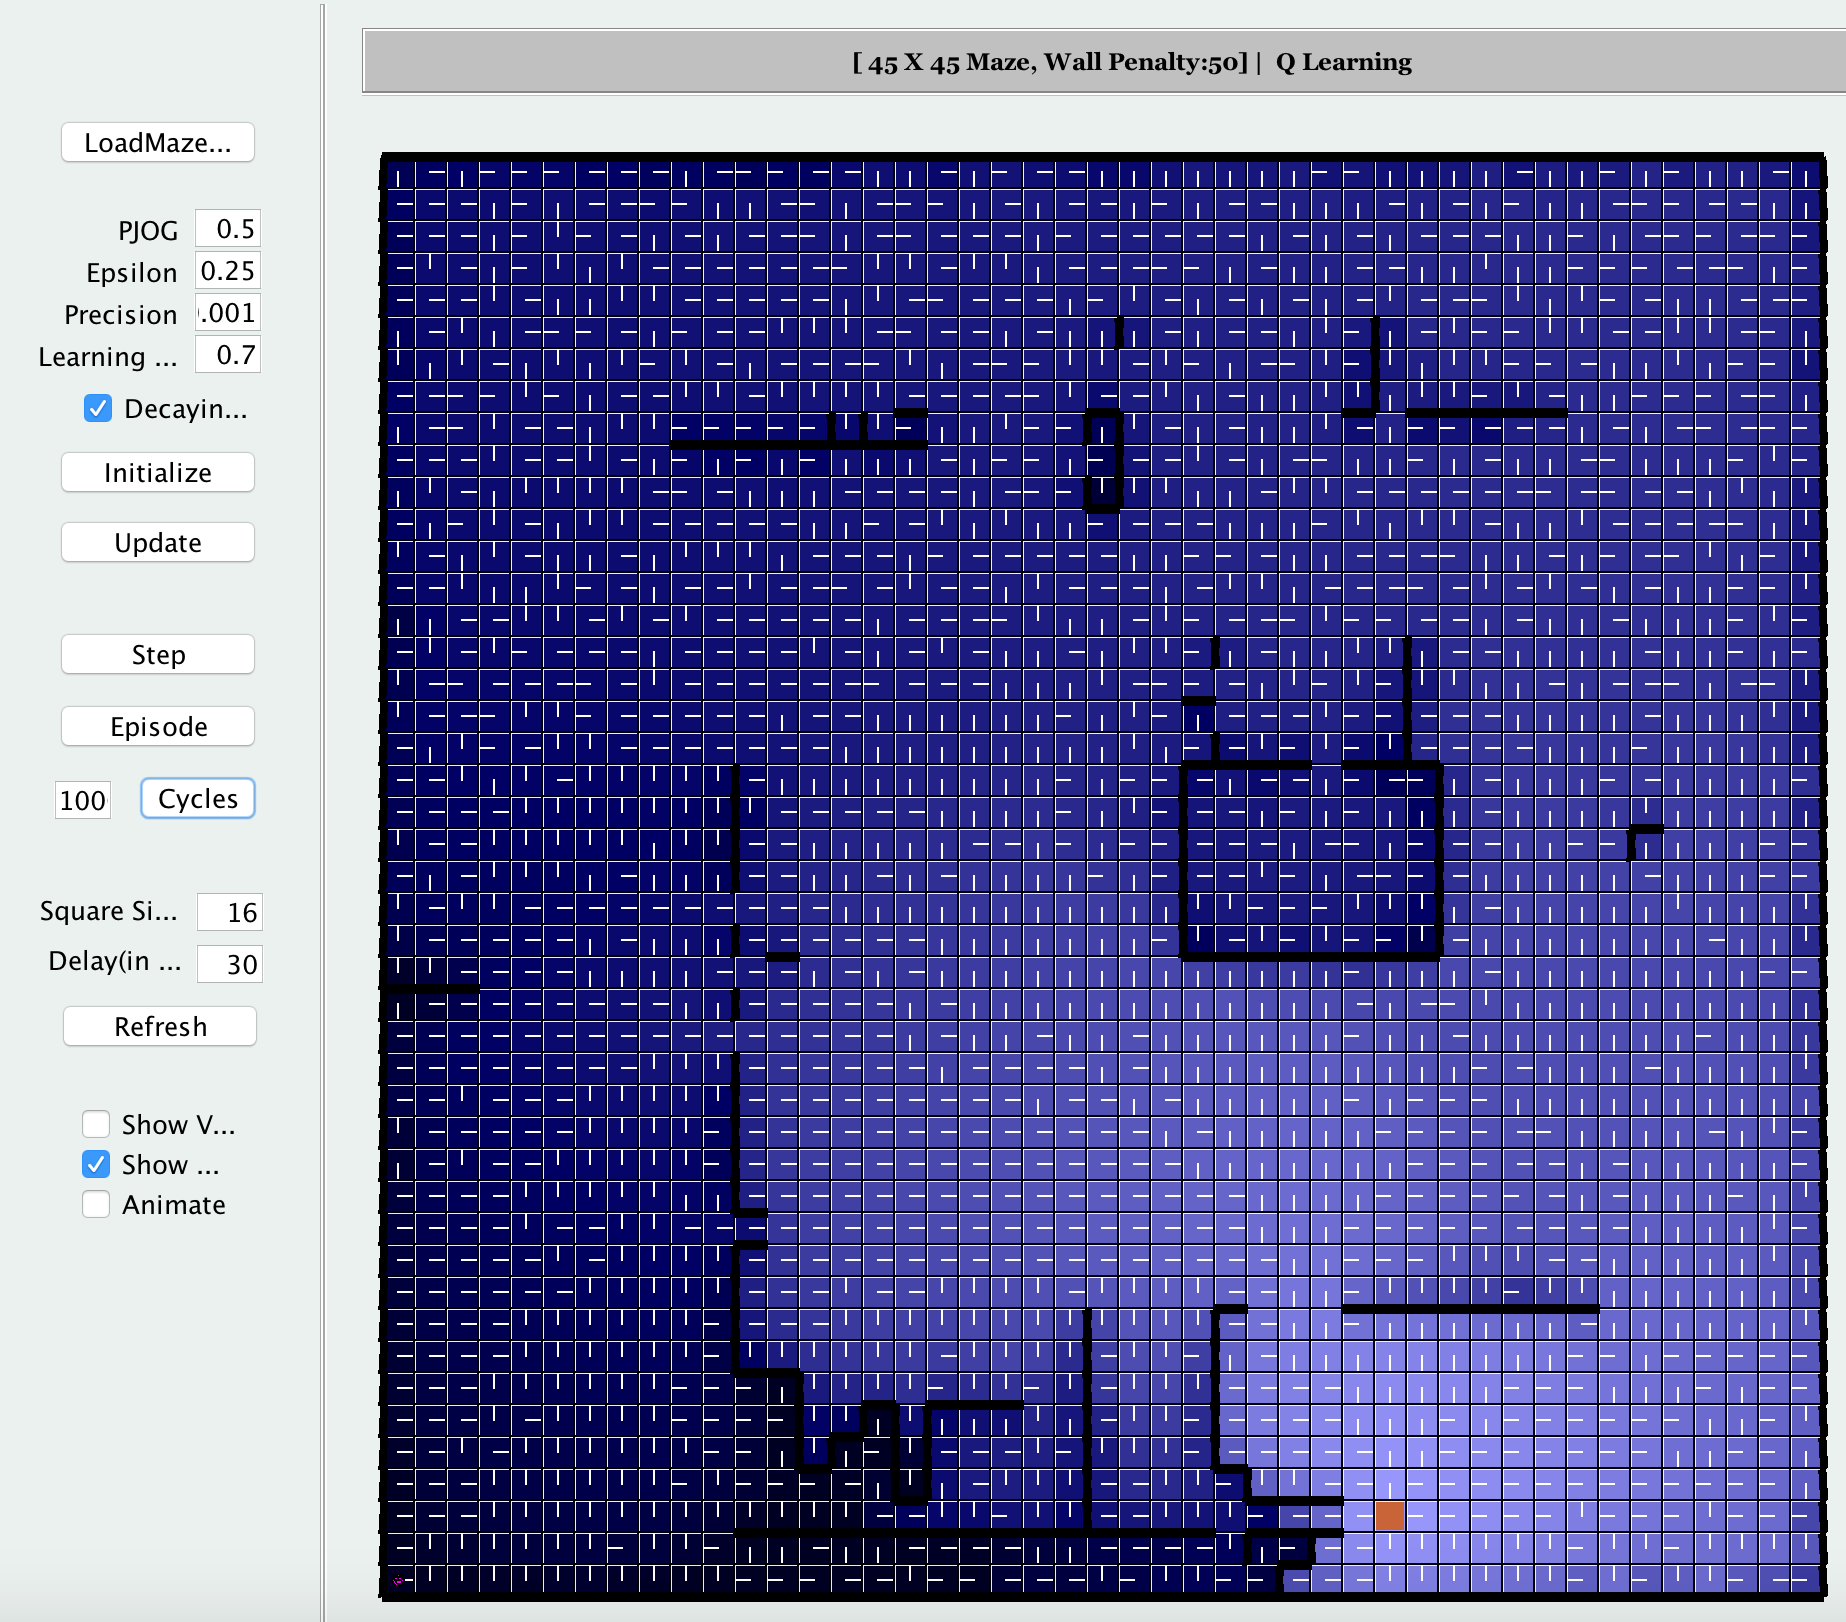 [ 45 X 45 Maze, Wall Penalty:50] | Q Learning
LoadMaze...
PJOG 0.5
Epsilon 0.25
Precision .001
Learning ... 0.7
Decayin...
Initialize
Update
Step
Episode
100 Cycles
Square Si... 16
Delay(in ... 30
Refresh
Show V...
Show ...
Animate